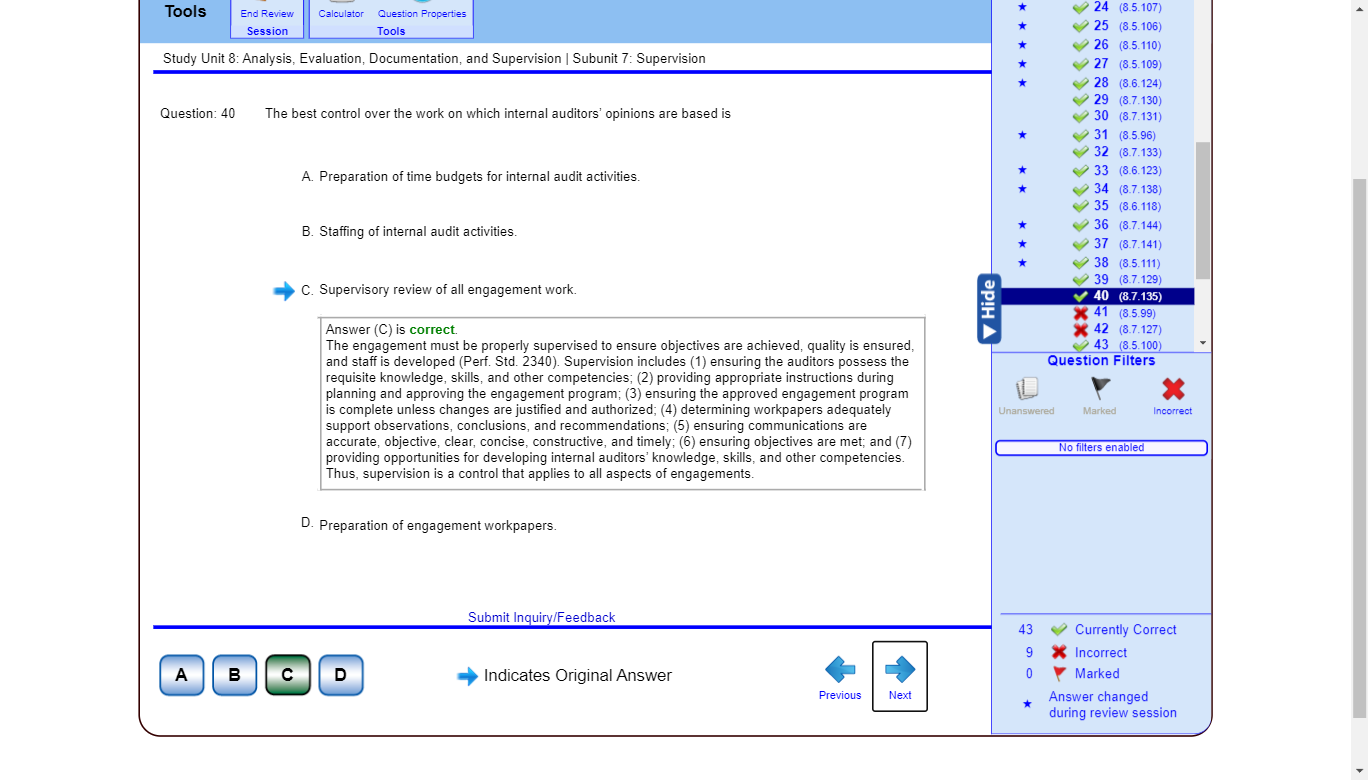 Tools
End Review
Session
Calculator Question Properties
Tools
Study Unit 8: Analysis, Evaluation, Documentation, and Supervision | Subunit 7: Supervision
Question: 40 The best control over the work on which internal auditors' opinions are based is
A. Preparation of time budgets for internal audit activities.
B. Staffing of internal audit activities.
C. Supervisory review of all engagement work.
Answer (C) is correct.
The engagement must be properly supervised to ensure objectives are achieved, quality is ensured,
and staff is developed (Perf. Std. 2340). Supervision includes (1) ensuring the auditors possess the
requisite knowledge, skills, and other competencies; (2) providing appropriate instructions during
planning and approving the engagement program; (3) ensuring the approved engagement program
is complete unless changes are justified and authorized; (4) determining workpapers adequately
support observations, conclusions, and recommendations; (5) ensuring communications are
accurate, objective, clear, concise, constructive, and timely; (6) ensuring objectives are met; and (7)
providing opportunities for developing internal auditors' knowledge, skills, and other competencies.
Thus, supervision is a control that applies to all aspects of engagements.
D. Preparation of engagement workpapers.
Submit Inquiry/Feedback
A B C D
Indicates Original Answer
Previous
Next
24 (8.5.107)
25 (8.5.106)
26 (8.5.110)
27 (8.5.109)
28 (8.6.124)
29 (8.7.130)
30 (8.7.131)
31 (8.5.96)
32 (8.7.133)
33 (8.6.123)
34 (8.7.138)
35 (8.6.118)
36 (8.7.144)
37 (8.7.141)
38 (8.5.111)
39 (8.7.129)
40 (8.7.135)
41 (8.5.99)
42 (8.7.127)
43 (8.5.100)
Hide
Question Filters
Unanswered Marked Incorrect
No filters enabled
43 Currently Correct
9 Incorrect
0 Marked
Answer changed
during review session